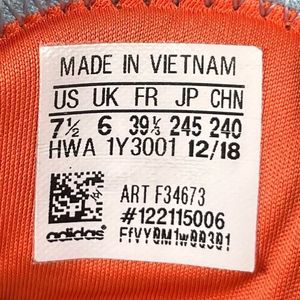 MADE IN VIETNAM
US UK FR JP CHN
7½ 6 39⅓ 245 240
HWA 1Y3001 12/18
ART F34673
#122115006
adidas FfVY0M1w00301